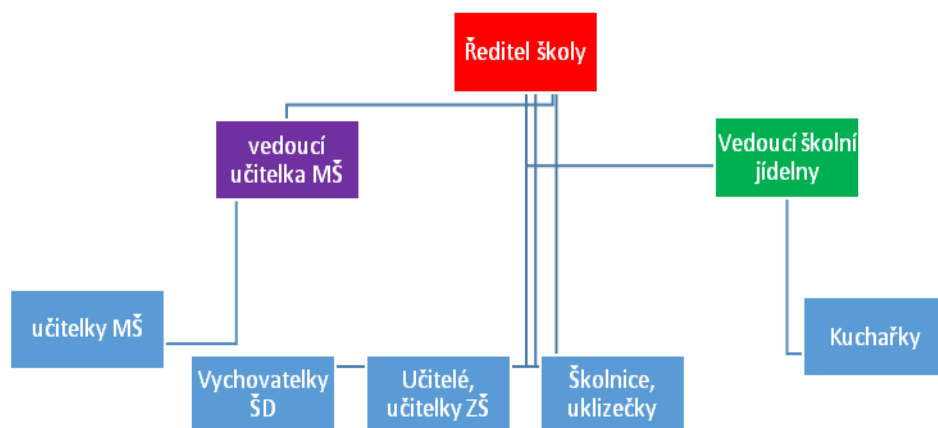 Ředitel školy
vedoucí
učitelka MŠ
Vedoucí školní
jídelny
učitelky MŠ
Kuchařky
Vychovatelky
ŠD
Učitelé,
učitelky ZŠ
Školnice,
uklizečky